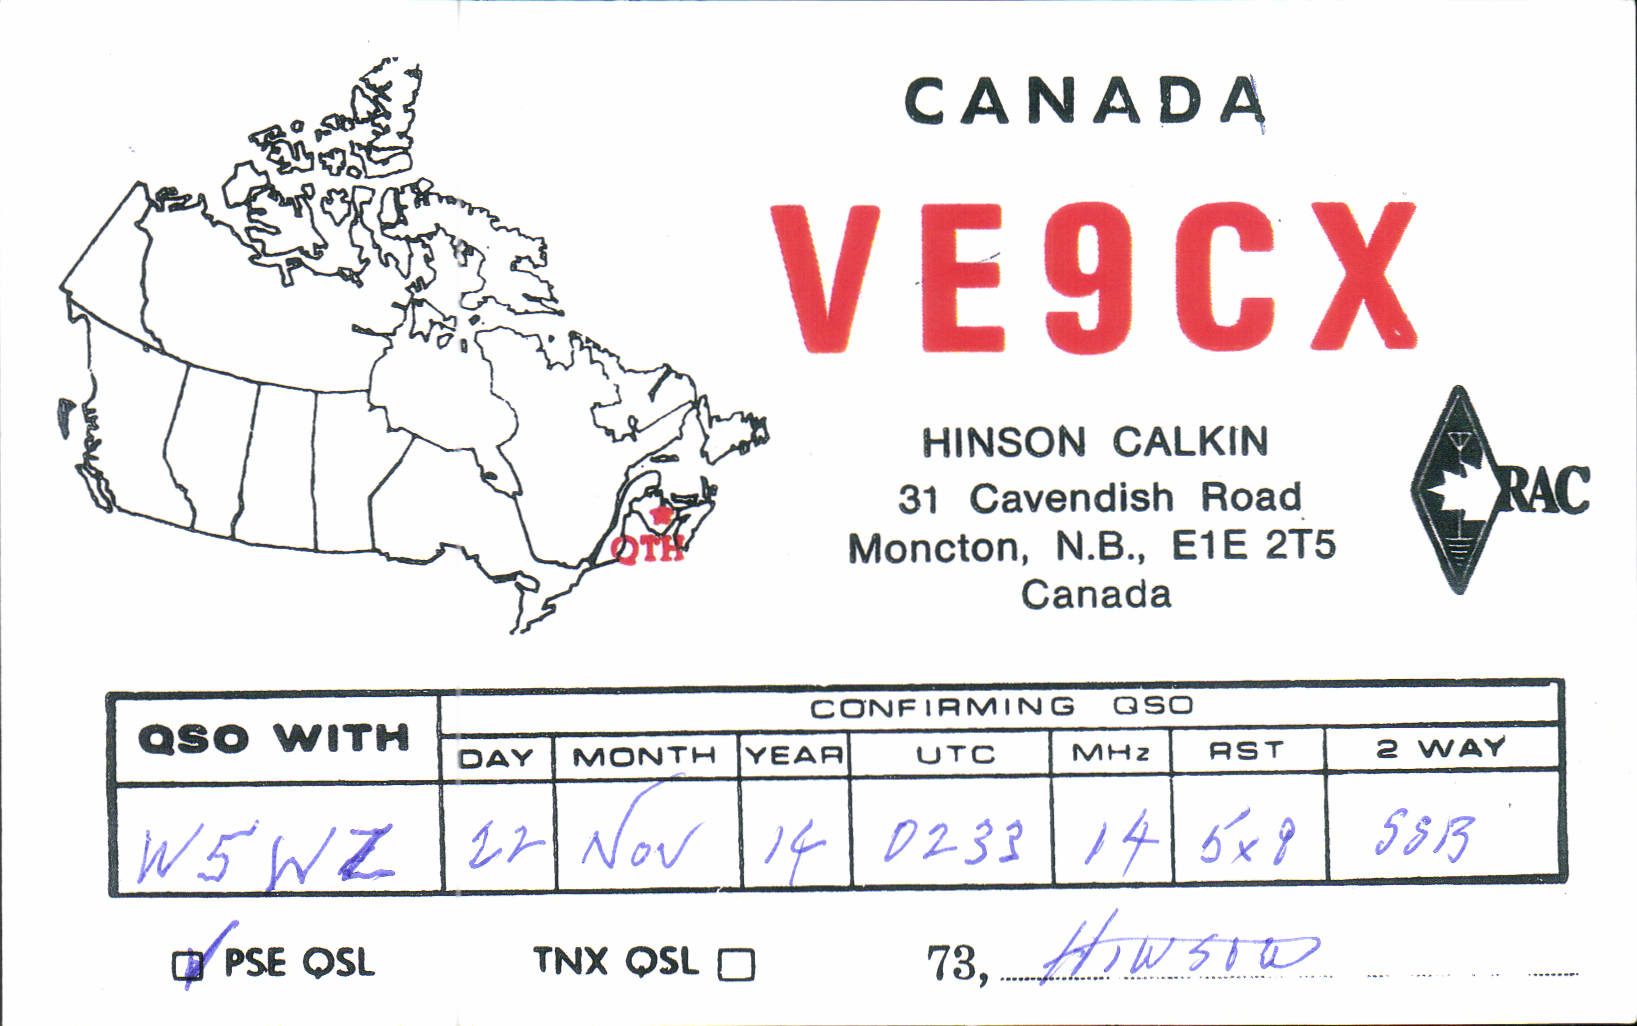 CANADA
VE9CX
HINSON CALKIN
31 Cavendish Road
Moncton, N.B., E1E 2T5
Canada
RAC
QTH
QSO WITH
CONFIRMING QSO
DAY MONTH YEAR UTC MHz RST 2 WAY
W5WZ 22 Nov 14 0233 14 5x9 SSB
PSE QSL TNX QSL 73, Hinson